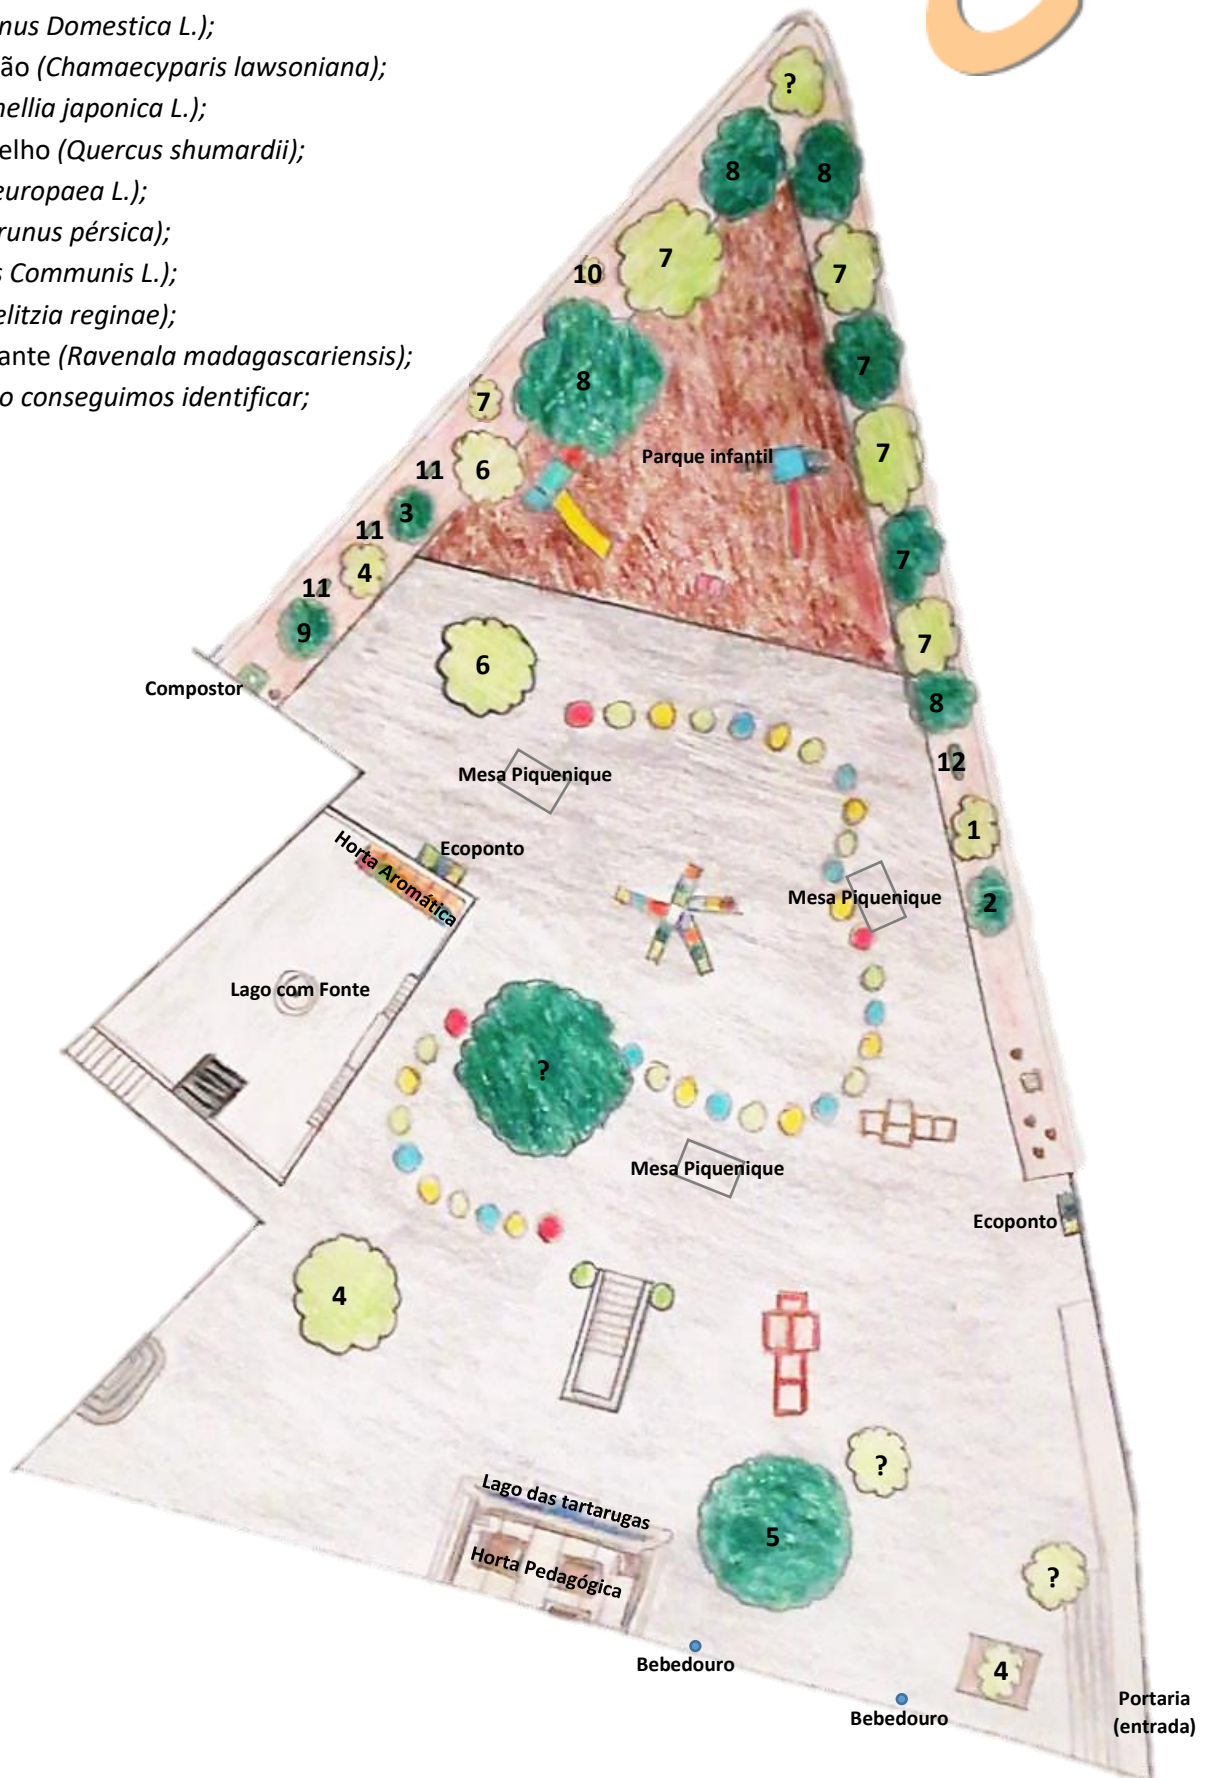 nus Domestica L.);
ão (Chamaecyparis lawsoniana);
nellia japonica L.);
elho (Quercus shumardii);
europaea L.);
runus pérsica);
s Communis L.);
elitzia reginae);
ante (Ravenala madagascariensis);
o conseguimos identificar;
?
8 8
7
7
10
7
8
7
7
Parque infantil
6
11
3
11
7
4
11
9
7
6
Compostor
8
12
Mesa Piquenique
1
Horta Aromática
Ecoponto
Mesa Piquenique
2
Lago com Fonte
?
Mesa Piquenique
Ecoponto
4
?
Lago das tartarugas
5
Horta Pedagógica
?
Bebedouro
4
Portaria
(entrada)
Bebedouro